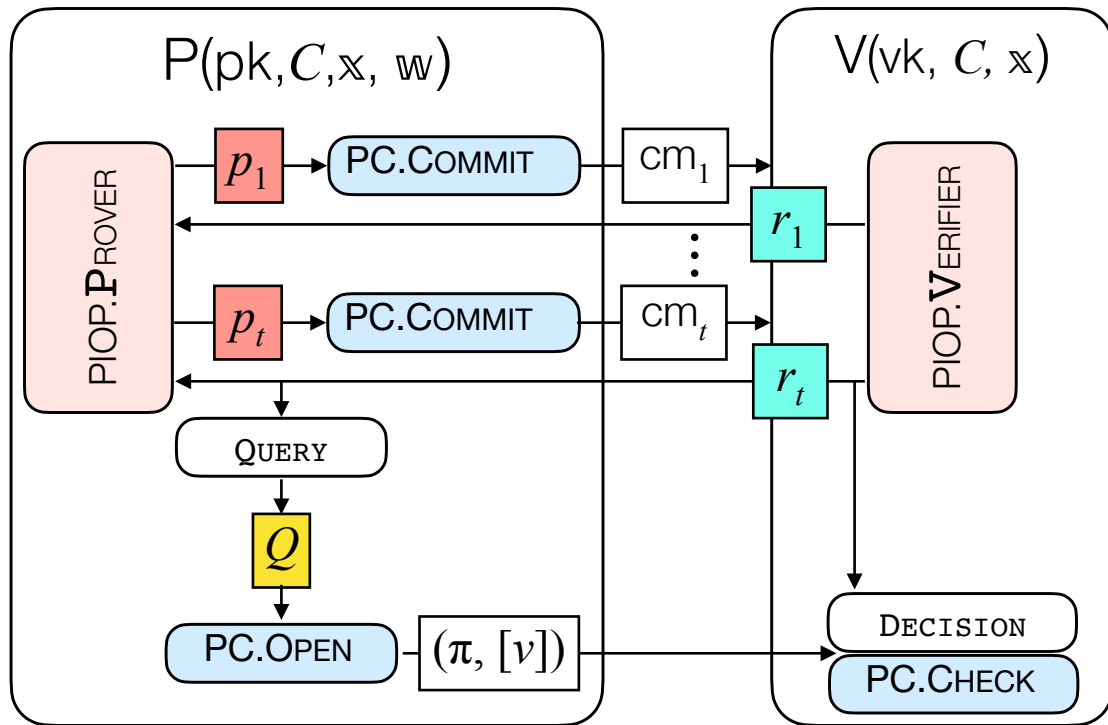 P(pk,C,𝕩, 𝕨)
V(vk, C, 𝕩)
PIOP.PROVER
p₁
PC.COMMIT
cm₁
r₁
PIOP.VERIFIER
⋮
pₜ
PC.COMMIT
cmₜ
rₜ
QUERY
Q
PC.OPEN
(π, [v])
DECISION
PC.CHECK